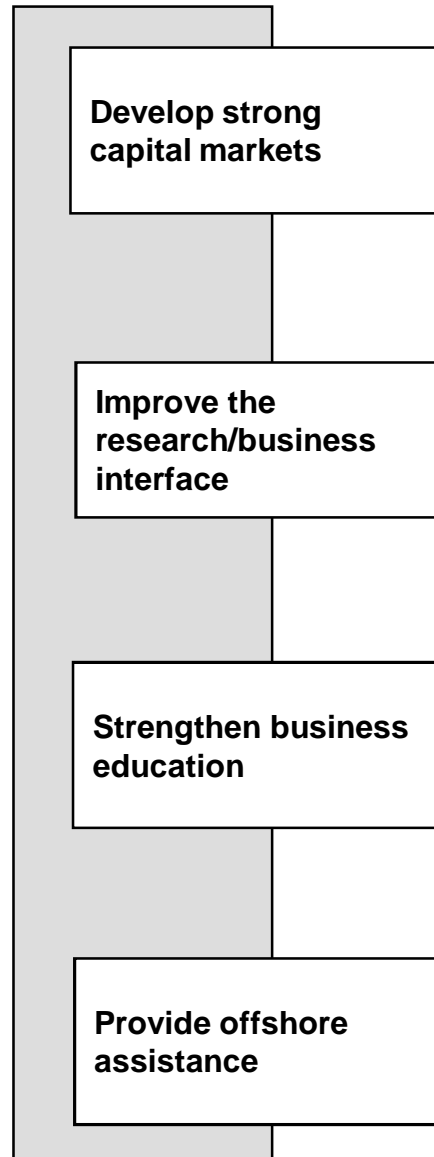 Develop strong
capital markets
Improve the
research/business
interface
Strengthen business
education
Provide offshore
assistance